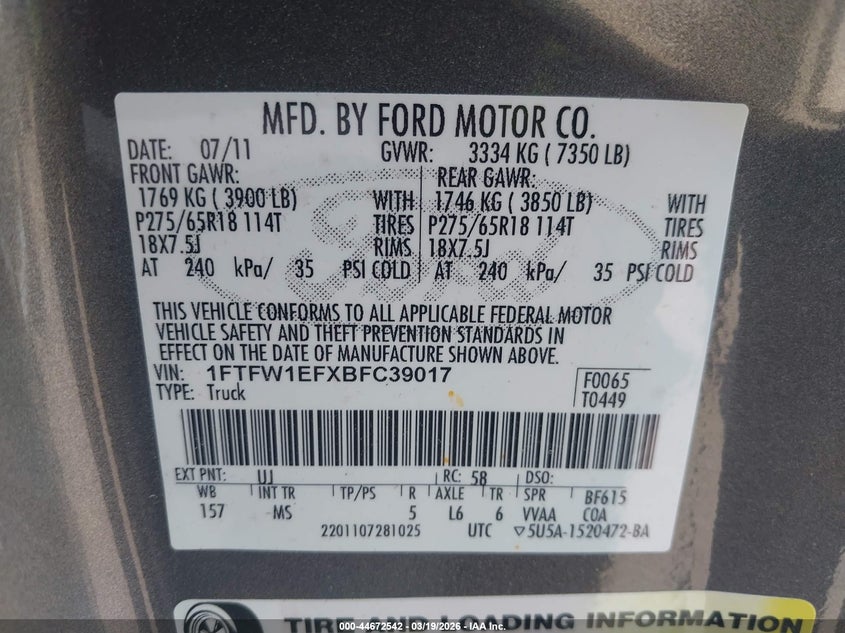 MFD. BY FORD MOTOR CO.
DATE: 07/11 GVWR: 3334 KG ( 7350 LB)
FRONT GAWR: REAR GAWR:
1769 KG ( 3900 LB) WITH 1746 KG ( 3850 LB) WITH
P275/65R18 114T TIRES P275/65R18 114T TIRES
18X7.5J RIMS 18X7.5J RIMS
AT 240 kPa/ 35 PSI COLD AT 240 kPa/ 35 PSI COLD
THIS VEHICLE CONFORMS TO ALL APPLICABLE FEDERAL MOTOR
VEHICLE SAFETY AND THEFT PREVENTION STANDARDS IN
EFFECT ON THE DATE OF MANUFACTURE SHOWN ABOVE.
VIN: 1FTFW1EFXBFC39017 F0065
TYPE: Truck T0449
EXT PNT: UJ RC: 58 DSO:
WB INT TR TP/PS R AXLE TR SPR BF615
157 MS 5 L6 6 VVAA COA
2201107281025 UTC ▽5U5A-1520472-BA
TIRE LOADING INFORMATION
000-44672542 - 03/19/2026 - IAA Inc.